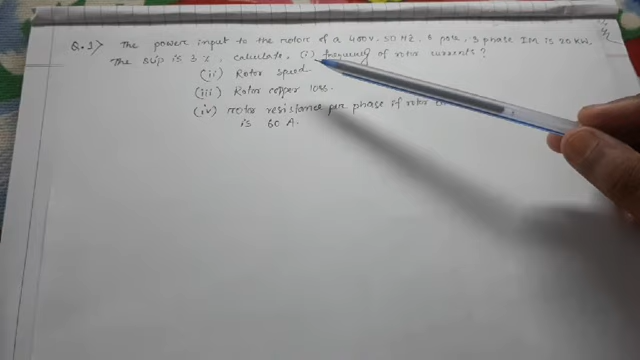 Q.1> The power input to the rotor of a 400V, 50 Hz, 6 pole, 3 phase IM is 20 KW.
The slip is 3%, calculate, (i) frequency of rotor currents?
(ii) Rotor speed
(iii) Rotor copper loss.
(iv) rotor resistance per phase if rotor
is 60 A.